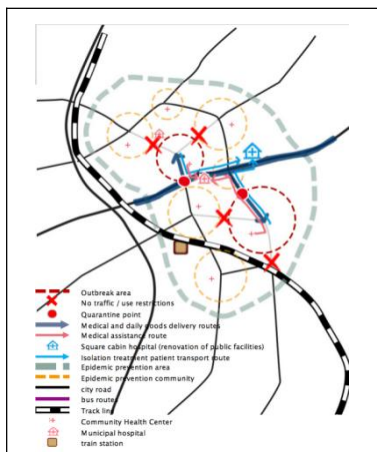 Outbreak area
No traffic / use restrictions
Quarantine point
Medical and daily goods delivery routes
Medical assistance route
Square cabin hospital (renovation of public facilities)
Isolation treatment patient transport route
Epidemic prevention area
Epidemic prevention community
city road
bus routes
Track line
Community Health Center
Municipal hospital
train station